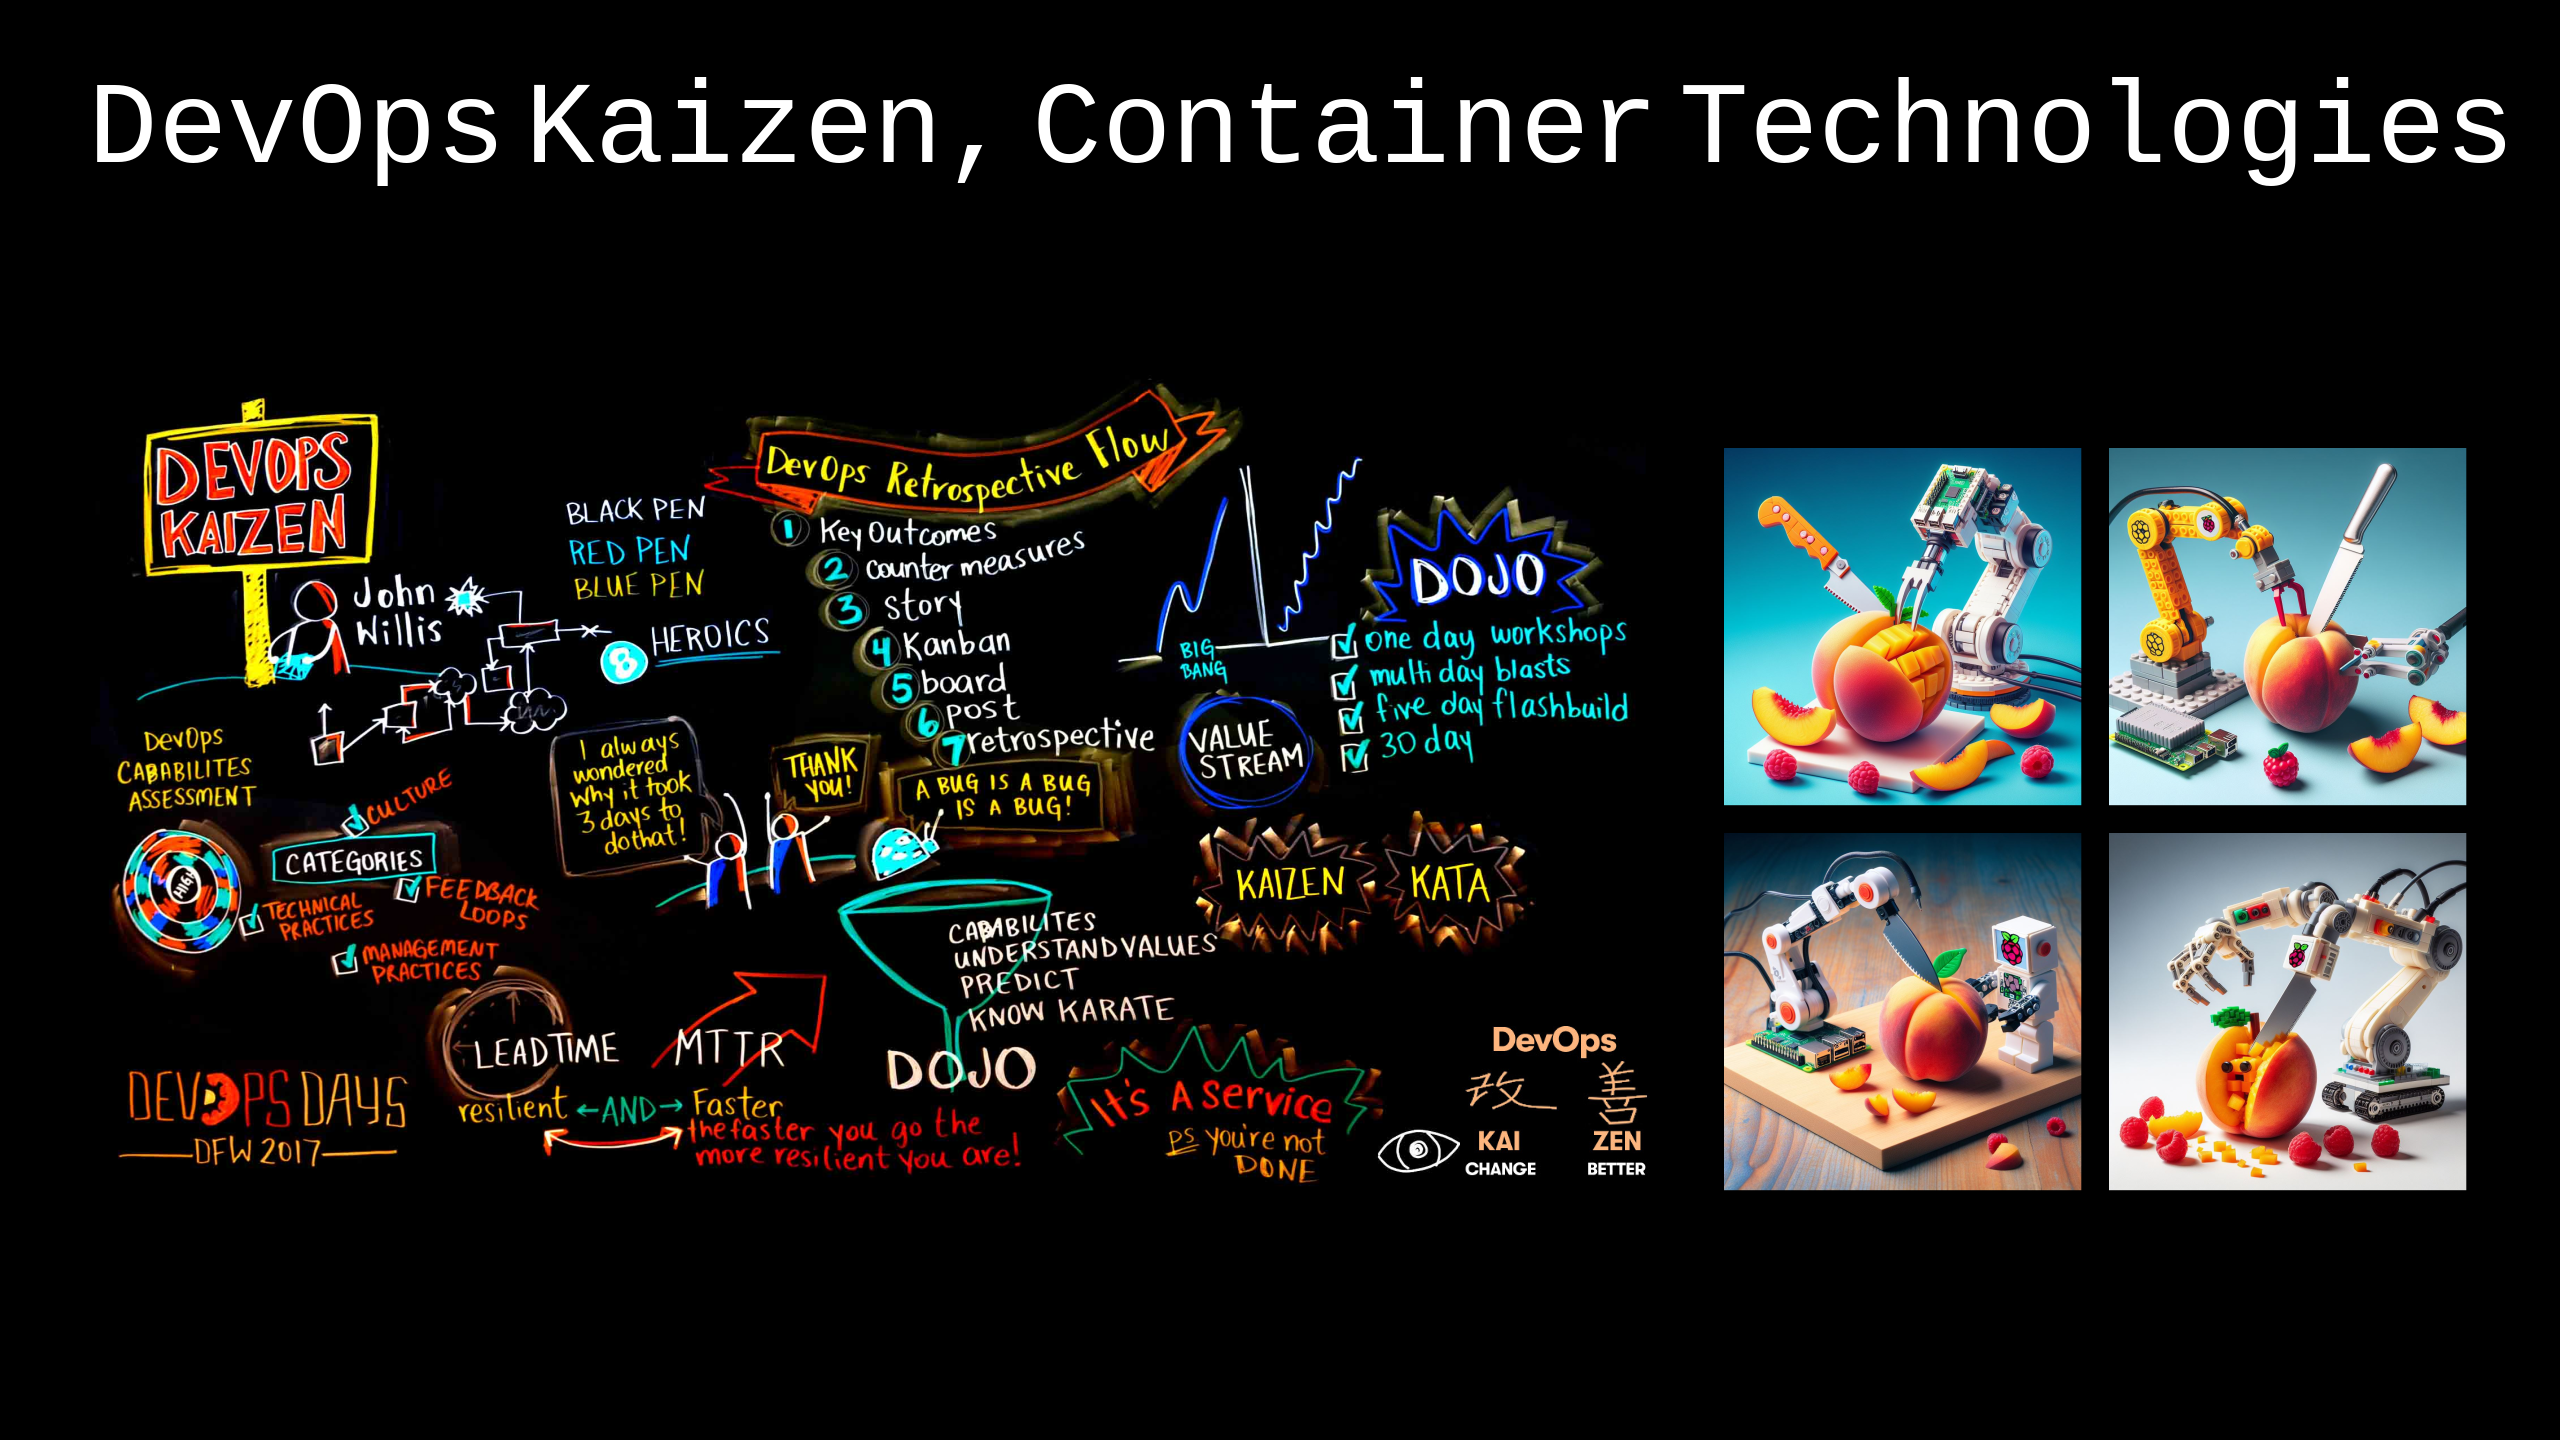 DevOps Kaizen, Container Technologies
DEVOPS
KAIZEN
John
Willis
BLACK PEN
RED PEN
BLUE PEN
8 HEROICS
DevOps Retrospective Flow
1 Key Outcomes
2 counter measures
3 story
4 Kanban
5 board
6 post
7 retrospective
BIG
BANG
DOJO
one day workshops
multi day blasts
five day flashbuild
30 day
VALUE
STREAM
DevOps
CABABILITES
ASSESSMENT
HIGH
CATEGORIES
CULTURE
TECHNICAL
PRACTICES
FEEDBACK
LOOPS
MANAGEMENT
PRACTICES
I always
wondered
why it took
3 days to
do that!
THANK
YOU!
A BUG IS A BUG
IS A BUG!
KAIZEN
KATA
CABABILITES
UNDERSTAND VALUES
PREDICT
KNOW KARATE
DOJO
LEADTIME
MTTR
resilient ←AND→ Faster
the faster you go the
more resilient you are!
DEVOPS DAYS
DFW 2017
It's A Service
PS you're not
DONE
DevOps
改 善
KAI ZEN
CHANGE BETTER